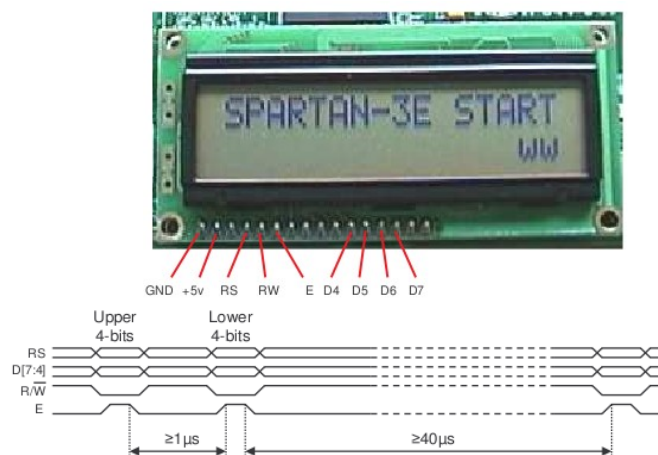 SPARTAN-3E START
WW
GND +5v RS RW E D4 D5 D6 D7
Upper 4-bits
Lower 4-bits
RS
D[7:4]
R/W̅
E
≥1µs
≥40µs